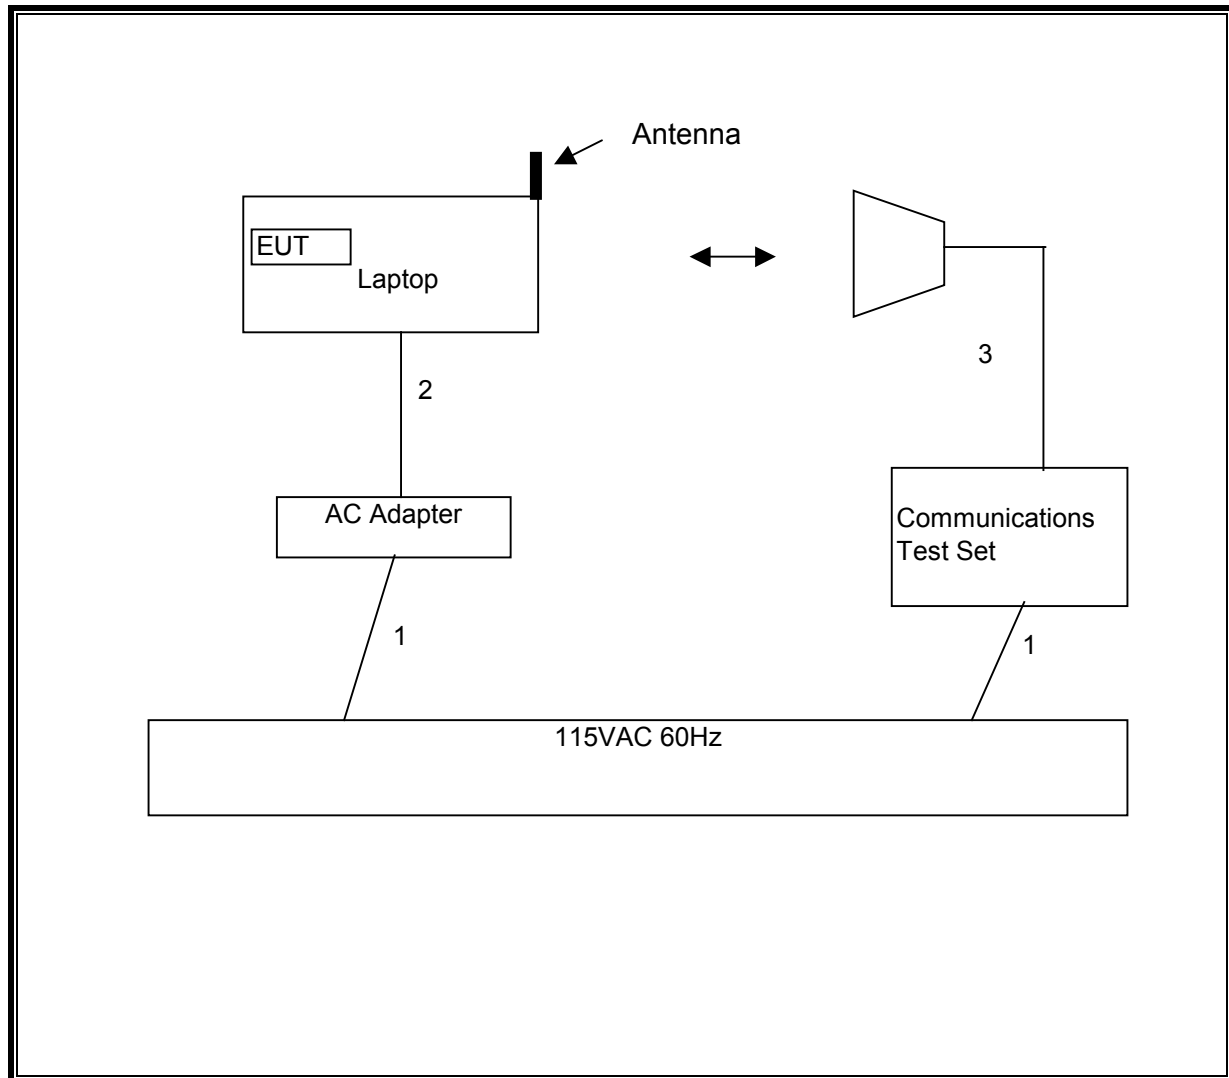 Antenna
EUT
Laptop
3
2
AC Adapter
Communications
Test Set
1
1
115VAC 60Hz